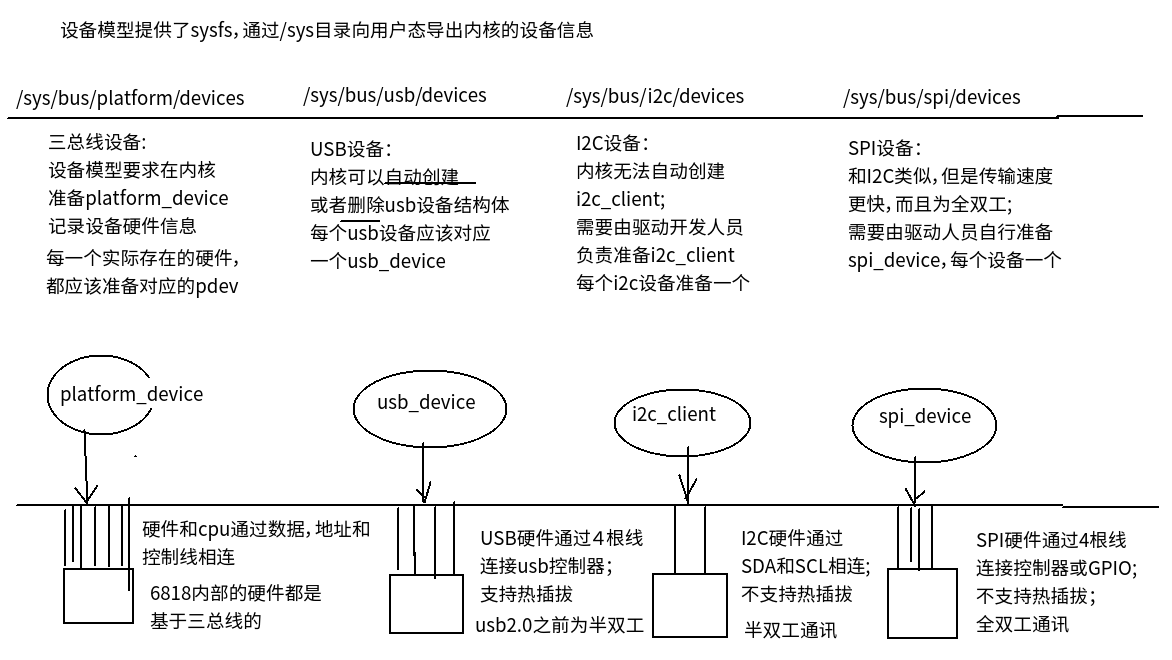 设备模型提供了sysfs，通过/sys目录向用户态导出内核的设备信息
/sys/bus/platform/devices
/sys/bus/usb/devices
/sys/bus/i2c/devices
/sys/bus/spi/devices
三总线设备:
设备模型要求在内核
准备platform_device
记录设备硬件信息
每一个实际存在的硬件，
都应该准备对应的pdev
USB设备：
内核可以自动创建
或者删除usb设备结构体
每个usb设备应该对应
一个usb_device
I2C设备：
内核无法自动创建
i2c_client;
需要由驱动开发人员
负责准备i2c_client
每个i2c设备准备一个
SPI设备：
和I2C类似，但是传输速度
更快，而且为全双工;
需要由驱动人员自行准备
spi_device，每个设备一个
platform_device
usb_device
i2c_client
spi_device
硬件和cpu通过数据，地址和
控制线相连
6818内部的硬件都是
基于三总线的
USB硬件通过４根线
连接usb控制器；
支持热插拔
usb2.0之前为半双工
I2C硬件通过
SDA和SCL相连;
不支持热插拔
半双工通讯
SPI硬件通过4根线
连接控制器或GPIO;
不支持热插拔；
全双工通讯